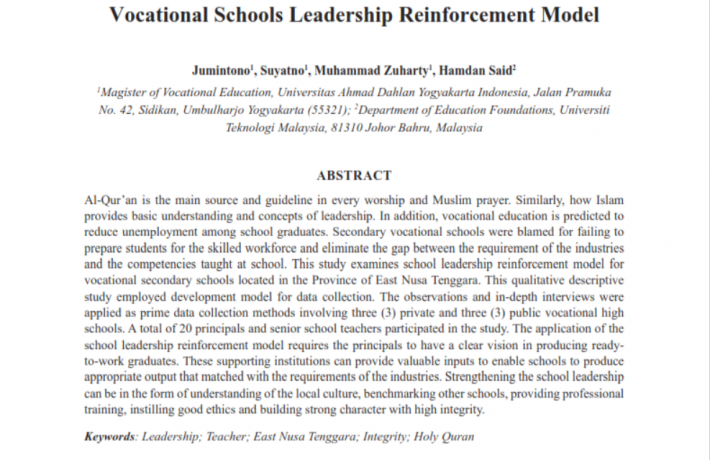 Vocational Schools Leadership Reinforcement Model
Jumintono¹, Suyatno¹, Muhammad Zuharty¹, Hamdan Said²
¹Magister of Vocational Education, Universitas Ahmad Dahlan Yogyakarta Indonesia, Jalan Pramuka
No. 42, Sidikan, Umbulharjo Yogyakarta (55321); ²Department of Education Foundations, Universiti
Teknologi Malaysia, 81310 Johor Bahru, Malaysia
ABSTRACT
Al-Qur’an is the main source and guideline in every worship and Muslim prayer. Similarly, how Islam
provides basic understanding and concepts of leadership. In addition, vocational education is predicted to
reduce unemployment among school graduates. Secondary vocational schools were blamed for failing to
prepare students for the skilled workforce and eliminate the gap between the requirement of the industries
and the competencies taught at school. This study examines school leadership reinforcement model for
vocational secondary schools located in the Province of East Nusa Tenggara. This qualitative descriptive
study employed development model for data collection. The observations and in-depth interviews were
applied as prime data collection methods involving three (3) private and three (3) public vocational high
schools. A total of 20 principals and senior school teachers participated in the study. The application of the
school leadership reinforcement model requires the principals to have a clear vision in producing ready-
to-work graduates. These supporting institutions can provide valuable inputs to enable schools to produce
appropriate output that matched with the requirements of the industries. Strengthening the school leadership
can be in the form of understanding of the local culture, benchmarking other schools, providing professional
training, instilling good ethics and building strong character with high integrity.
Keywords: Leadership; Teacher; East Nusa Tenggara; Integrity; Holy Quran